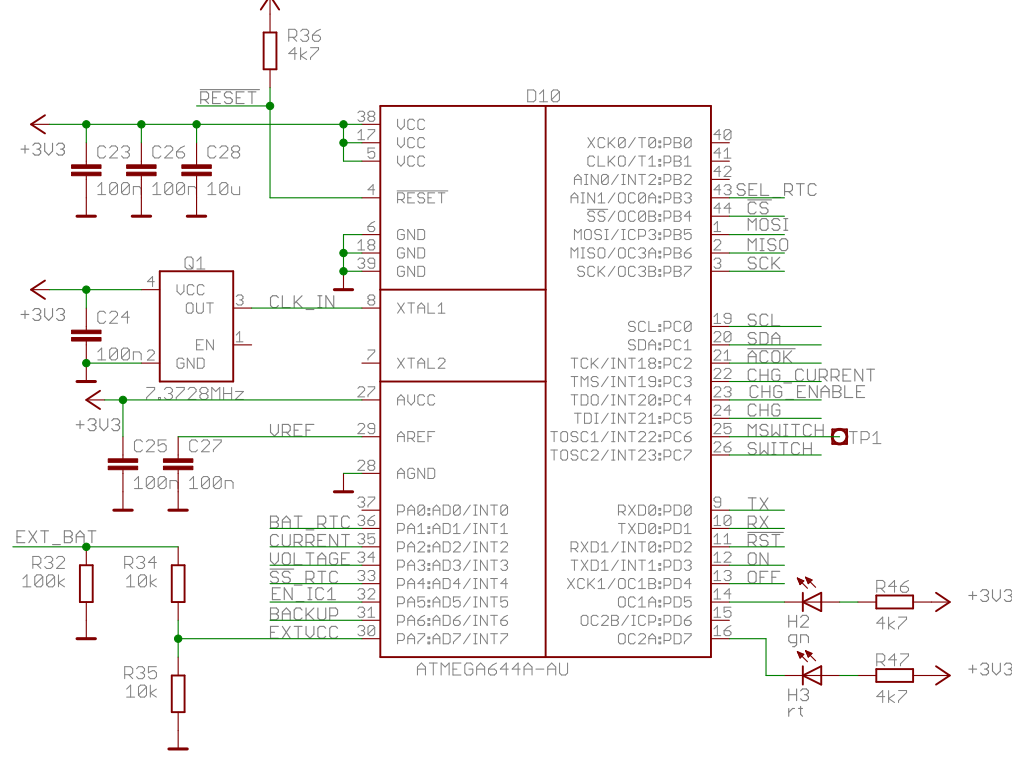 R36
4k7
RESET
D10
+3V3
C23
C26
C28
100n
100n
10u
38
VCC
17
VCC
5
VCC
4
RESET
6
GND
18
GND
39
GND
XCK0/T0:PB0
40
CLKO/T1:PB1
41
AIN0/INT2:PB2
42
AIN1/OC0A:PB3
43
SEL_RTC
SS/OC0B:PB4
44
CS
MOSI/ICP3:PB5
1
MOSI
MISO/OC3A:PB6
2
MISO
SCK/OC3B:PB7
3
SCK
Q1
4
VCC
OUT
3
CLK_IN
8
XTAL1
+3V3
C24
EN
1
100n
2
GND
7
XTAL2
7.3728MHz
SCL:PC0
19
SCL
SDA:PC1
20
SDA
TCK/INT18:PC2
21
ACOK
TMS/INT19:PC3
22
CHG_CURRENT
TDO/INT20:PC4
23
CHG_ENABLE
TDI/INT21:PC5
24
CHG
TOSC1/INT22:PC6
25
MSWITCH
TP1
TOSC2/INT23:PC7
26
SWITCH
27
AVCC
+3V3
VREF
29
AREF
C25
C27
100n
100n
28
AGND
37
PA0:AD0/INT0
BAT_RTC
36
PA1:AD1/INT1
CURRENT
35
PA2:AD2/INT2
VOLTAGE
34
PA3:AD3/INT3
SS_RTC
33
PA4:AD4/INT4
EN_IC1
32
PA5:AD5/INT5
BACKUP
31
PA6:AD6/INT6
EXTVCC
30
PA7:AD7/INT7
RXD0:PD0
9
TX
TXD0:PD1
10
RX
RXD1/INT0:PD2
11
RST
TXD1/INT1:PD3
12
ON
XCK1/OC1B:PD4
13
OFF
OC1A:PD5
14
OC2B/ICP:PD6
15
OC2A:PD7
16
EXT_BAT
R32
100k
R34
10k
R35
10k
ATMEGA644A-AU
H2
gn
R46
4k7
+3V3
H3
rt
R47
4k7
+3V3